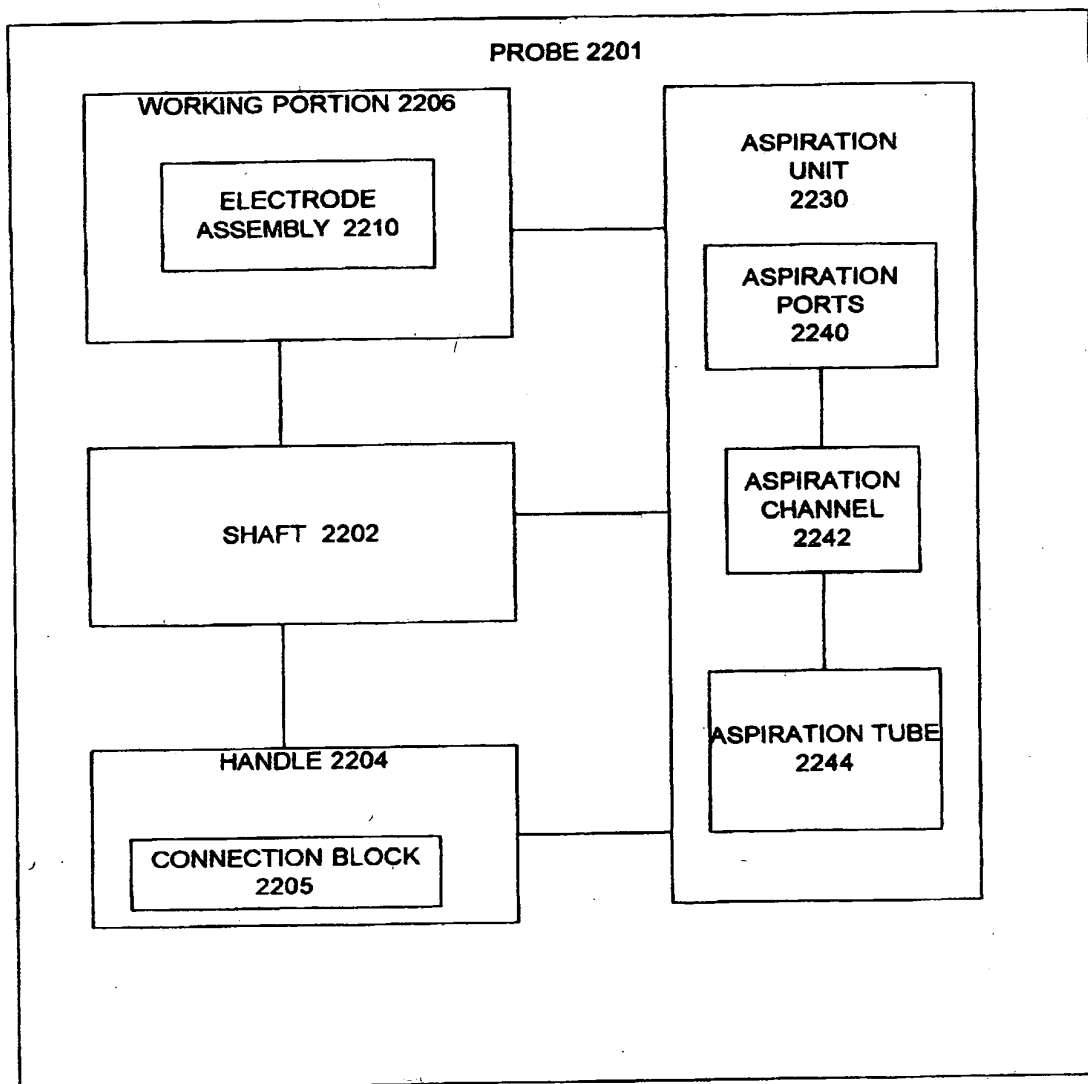 PROBE 2201
WORKING PORTION 2206
ELECTRODE
ASSEMBLY 2210
SHAFT 2202
HANDLE 2204
CONNECTION BLOCK
2205
ASPIRATION
UNIT
2230
ASPIRATION
PORTS
2240
ASPIRATION
CHANNEL
2242
ASPIRATION TUBE
2244